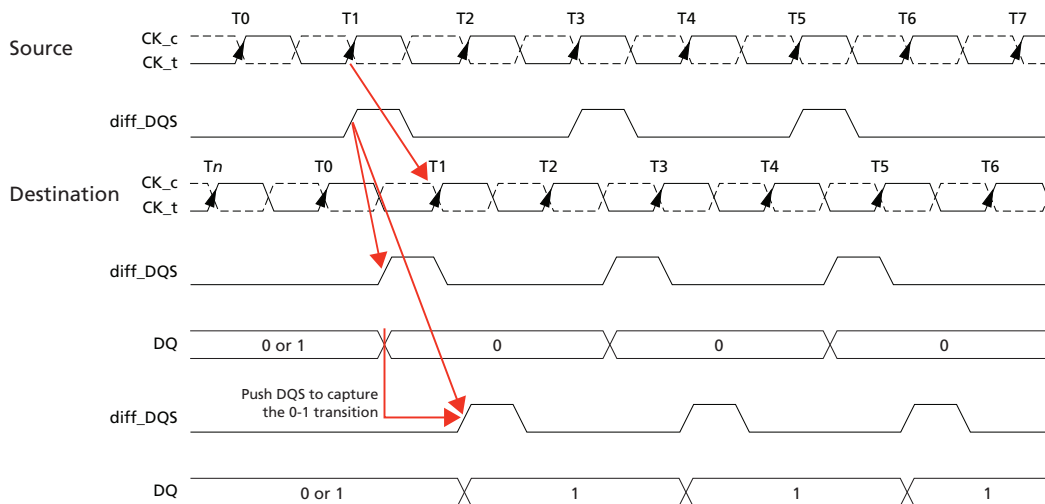 T0 T1 T2 T3 T4 T5 T6 T7
Source
CK_c
CK_t
diff_DQS
Tn T0 T1 T2 T3 T4 T5 T6
Destination
CK_c
CK_t
diff_DQS
DQ
0 or 1 0 0 0
Push DQS to capture
the 0-1 transition
diff_DQS
DQ
0 or 1 1 1 1